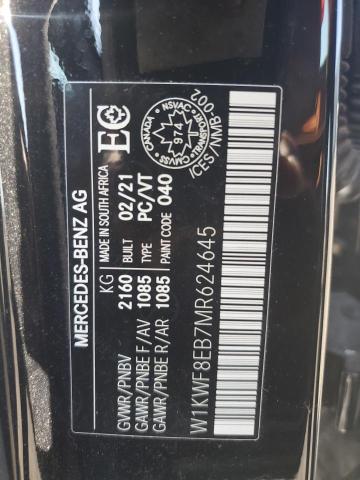 MERCEDES-BENZ AG
KG MADE IN SOUTH AFRICA
GVWR/PNBV 2160 BUILT 02/21
GAWR/PNBE F/AV 1085 TYPE PC/VT
GAWR/PNBE R/AR 1085 PAINT CODE 040
EC
NSVAC
CANADA
974
TRANSPORT
CMVSS
ICES/NMB-002
W1KWF8EB7MR624645